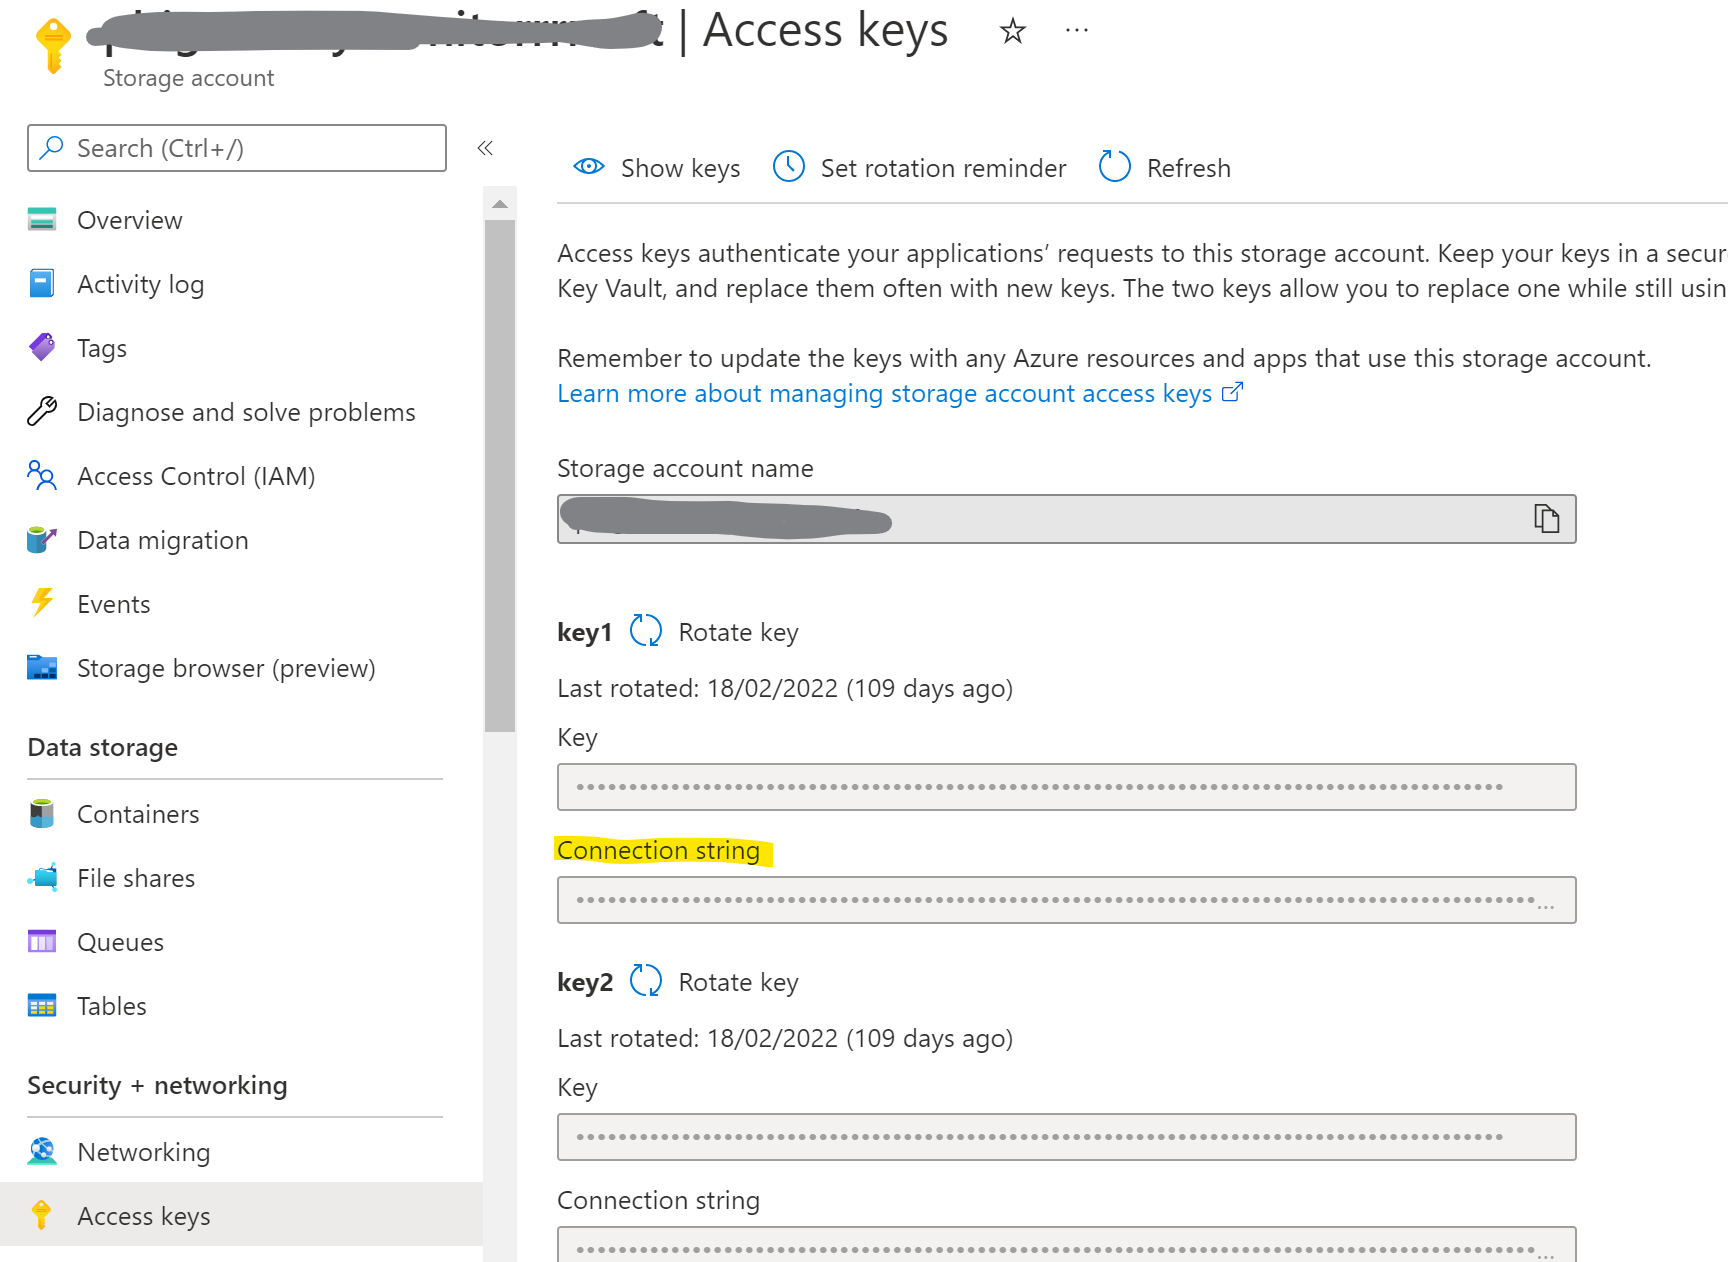 | Access keys
Storage account
Search (Ctrl+/)
Overview
Activity log
Tags
Diagnose and solve problems
Access Control (IAM)
Data migration
Events
Storage browser (preview)
Data storage
Containers
File shares
Queues
Tables
Security + networking
Networking
Access keys
Show keys
Set rotation reminder
Refresh
Access keys authenticate your applications’ requests to this storage account. Keep your keys in a secur
Key Vault, and replace them often with new keys. The two keys allow you to replace one while still usin
Remember to update the keys with any Azure resources and apps that use this storage account.
Learn more about managing storage account access keys
Storage account name
key1 Rotate key
Last rotated: 18/02/2022 (109 days ago)
Key
Connection string
key2 Rotate key
Last rotated: 18/02/2022 (109 days ago)
Key
Connection string